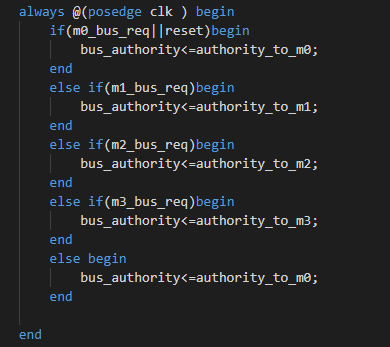 always @(posedge clk ) begin
if(m0_bus_req||reset)begin
bus_authority<=authority_to_m0;
end
else if(m1_bus_req)begin
bus_authority<=authority_to_m1;
end
else if(m2_bus_req)begin
bus_authority<=authority_to_m2;
end
else if(m3_bus_req)begin
bus_authority<=authority_to_m3;
end
else begin
bus_authority<=authority_to_m0;
end
end